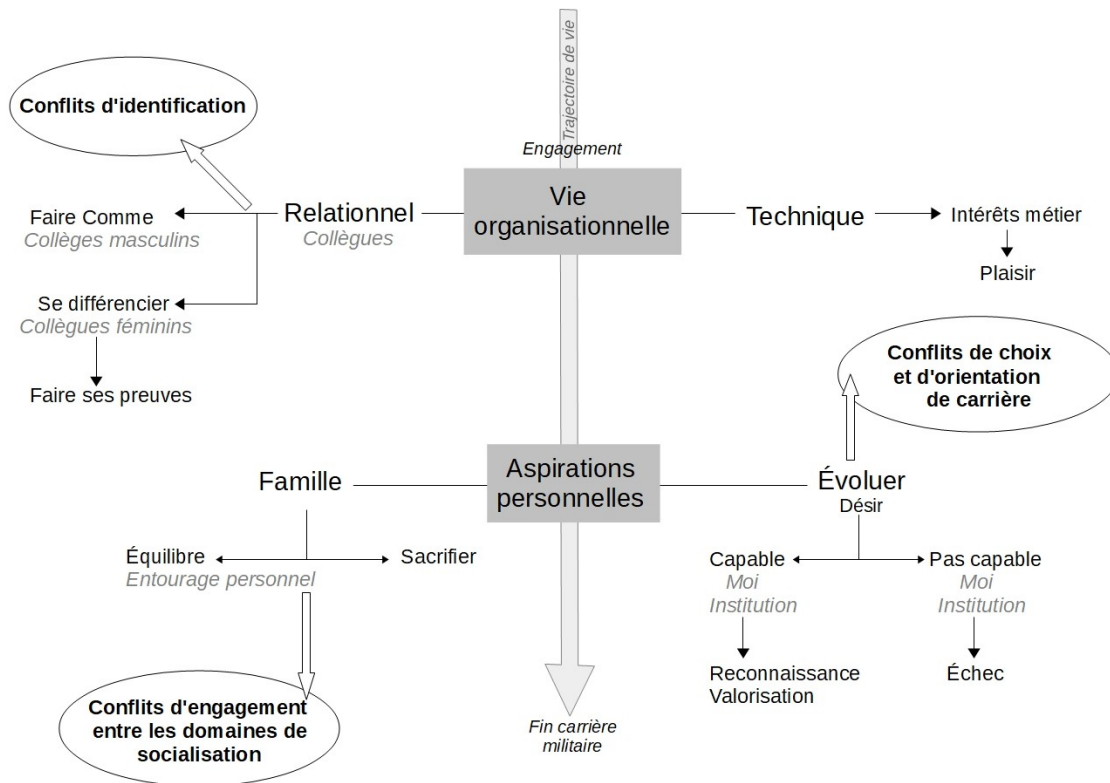 Trajectoire de vie
Engagement
Conflits d'identification
Vie
organisationnelle
Relationnel
Collègues
Faire Comme
Collèges masculins
Se différencier
Collègues féminins
Faire ses preuves
Technique
Intérêts métier
Plaisir
Conflits de choix
et d'orientation
de carrière
Aspirations
personnelles
Famille
Équilibre
Entourage personnel
Sacrifier
Conflits d'engagement
entre les domaines de
socialisation
Évoluer
Désir
Capable
Moi
Institution
Reconnaissance
Valorisation
Pas capable
Moi
Institution
Échec
Fin carrière
militaire